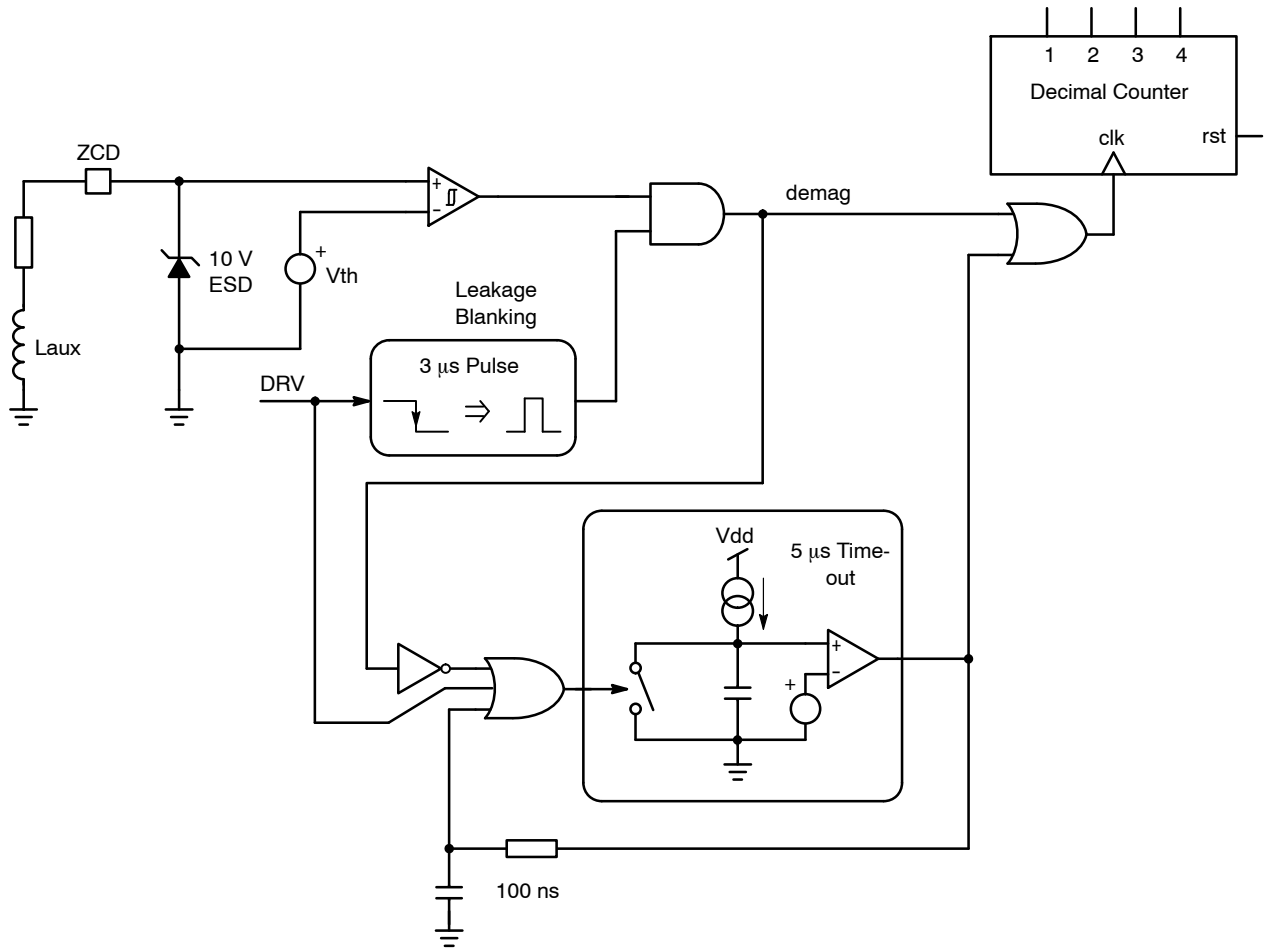 1 2 3 4
Decimal Counter
clk
rst
ZCD
demag
+
−
10 V
ESD
+
Vth
Leakage
Blanking
Laux
3 μs Pulse
DRV
Vdd
5 μs Time-
out
+
−
+
100 ns